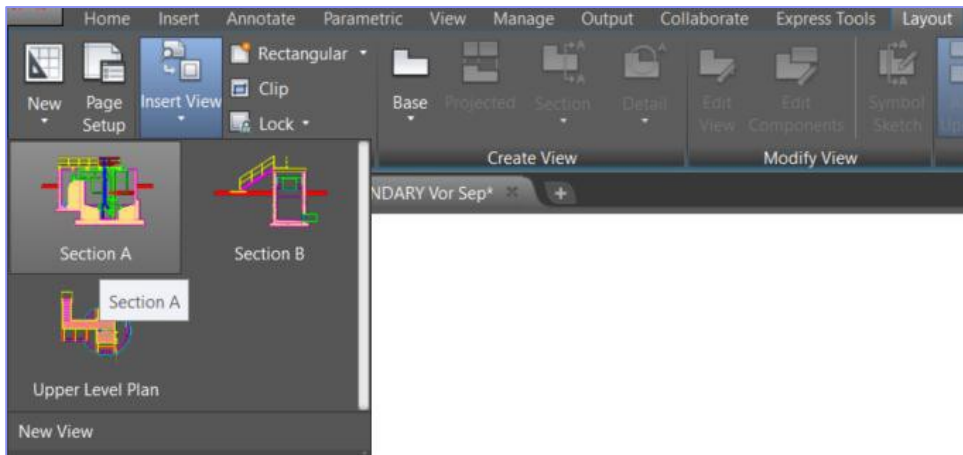 Home Insert Annotate Parametric View Manage Output Collaborate Express Tools Layout
New
Page Setup
Insert View
Rectangular
Clip
Lock
Base
Projected
Section
Detail
Edit View
Edit Components
Symbol Sketch
Create View
Modify View
NDARY Vor Sep*
Section A
Section B
Section A
Upper Level Plan
New View